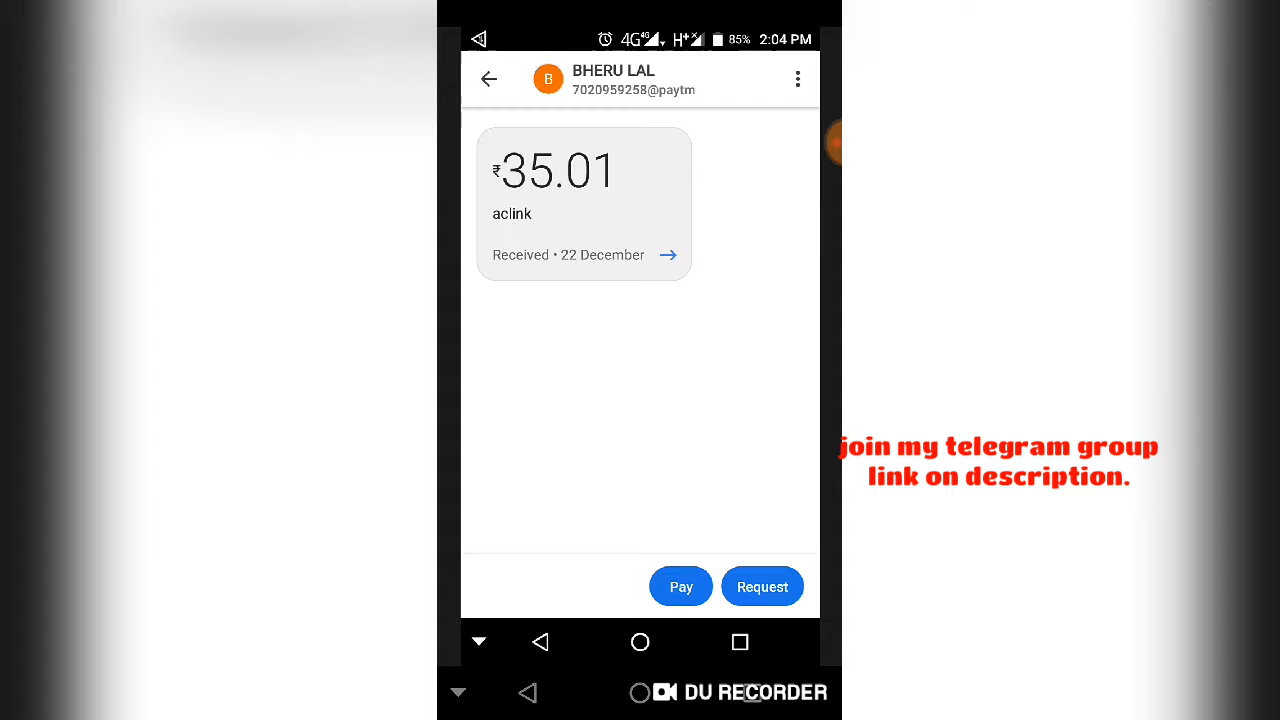 4G 4G H+ 85% 2:04 PM
B
BHERU LAL
7020959258@paytm
₹35.01
aclink
Received • 22 December
join my telegram group
link on description.
Pay Request
DU RECORDER